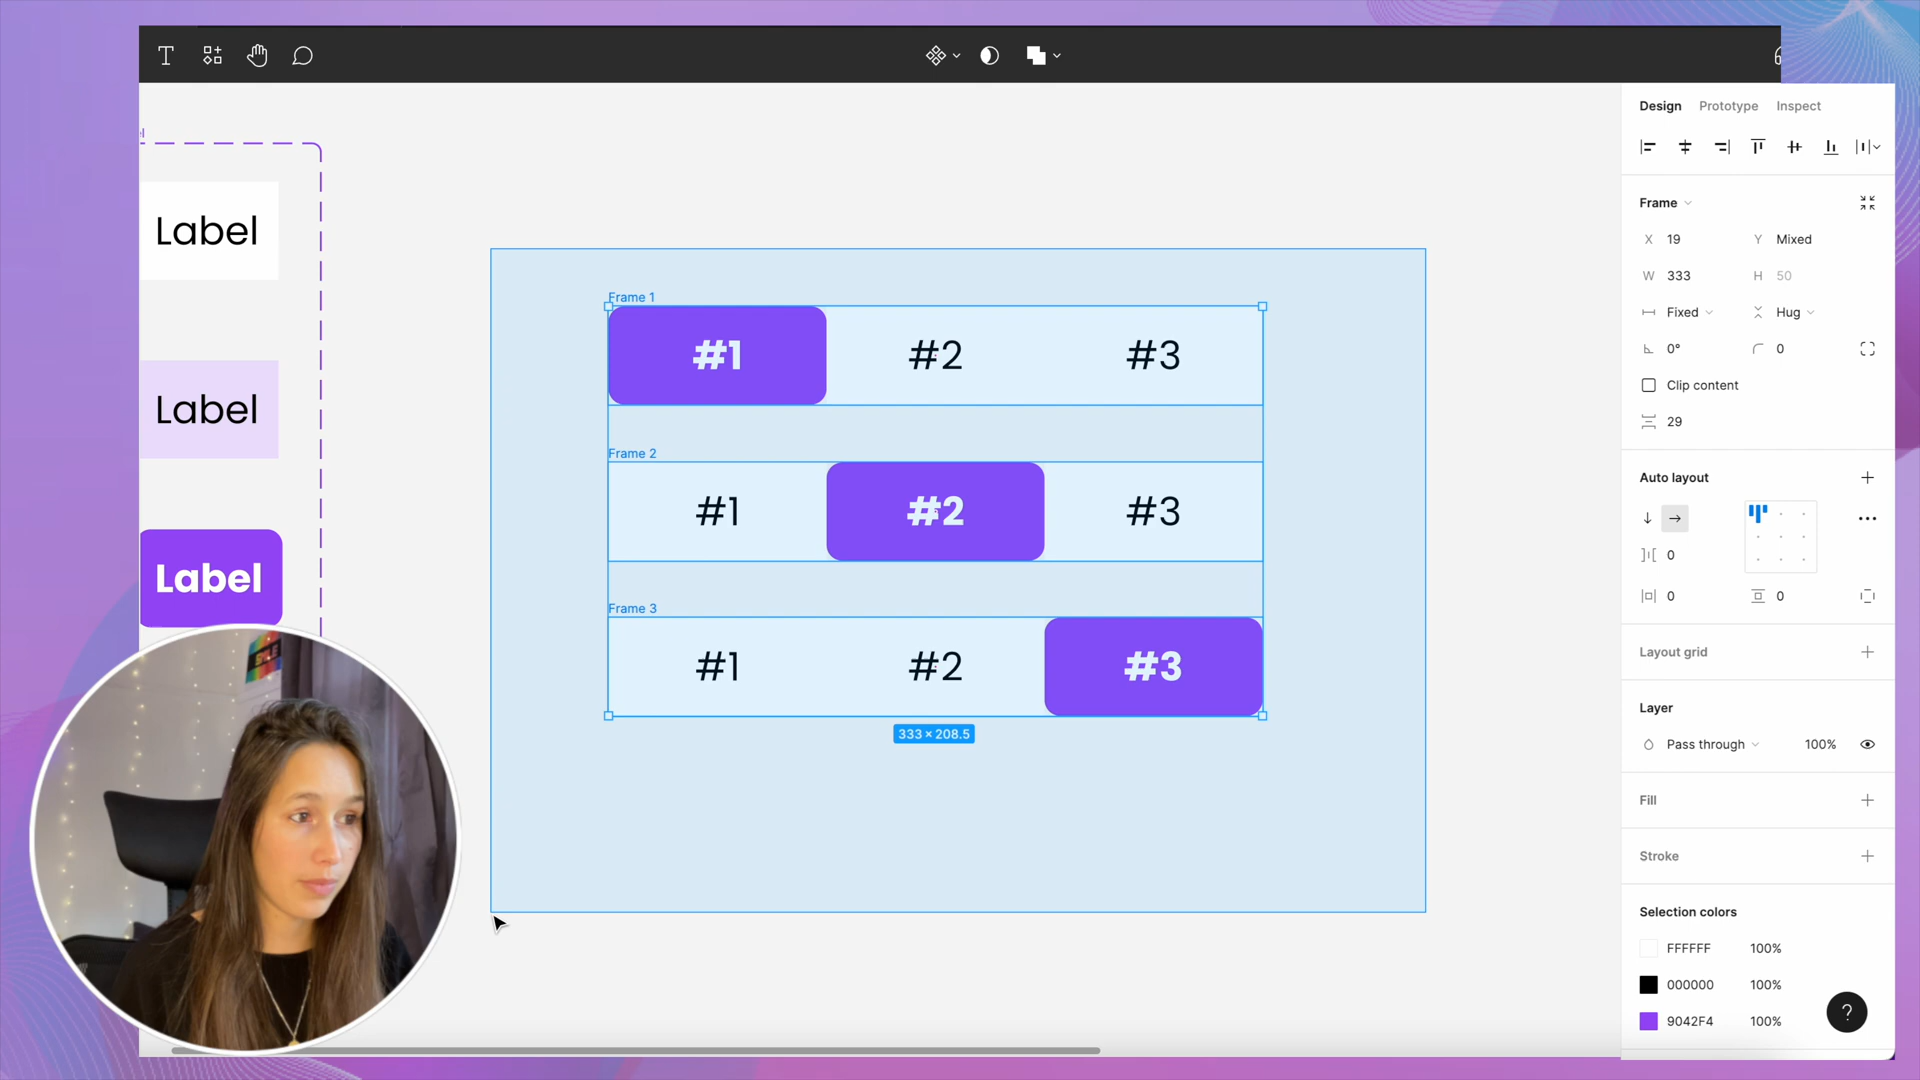 Label
Label
Label
Frame 1
#1 #2 #3
Frame 2
#1 #2 #3
Frame 3
#1 #2 #3
333 × 208.5
Design Prototype Inspect
Frame
X 19 Y Mixed
W 333 H 50
Fixed Hug
0° 0
Clip content
29
Auto layout
0
0 0
Layout grid
Layer
Pass through 100%
Fill
Stroke
Selection colors
FFFFFF 100%
000000 100%
9042F4 100%
?